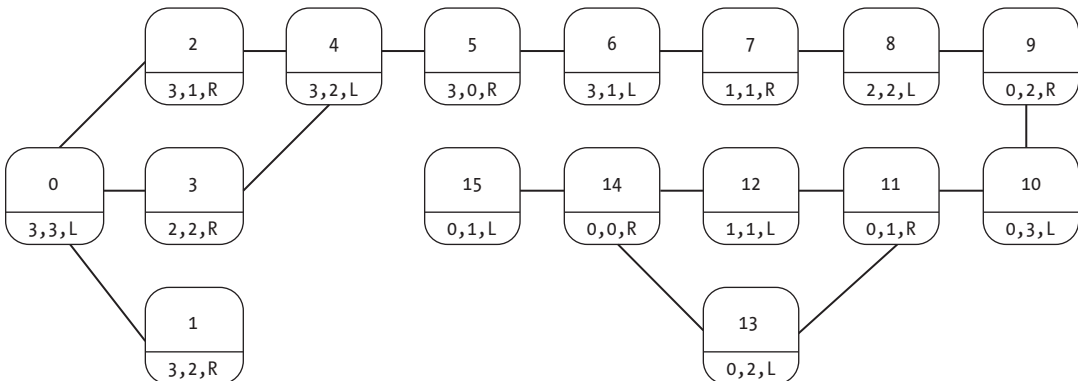 2
3,1,R
4
3,2,L
5
3,0,R
6
3,1,L
7
1,1,R
8
2,2,L
9
0,2,R
0
3,3,L
3
2,2,R
15
0,1,L
14
0,0,R
12
1,1,L
11
0,1,R
10
0,3,L
1
3,2,R
13
0,2,L